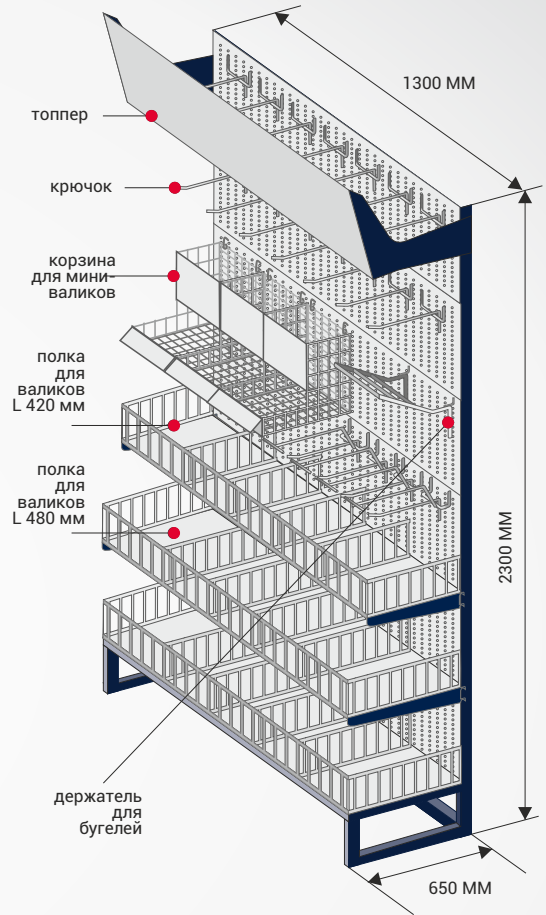 1300 ММ
топпер
крючок
корзина
для мини-
валиков
полка
для
валиков
L 420 мм
полка
для
валиков
L 480 мм
2300 ММ
держатель
для
бугелей
650 ММ